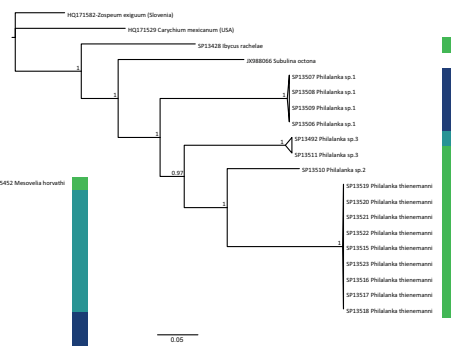 HQ171582-Zospeum exiguum (Slovenia)
HQ171529 Carychium mexicanum (USA)
SP13428 Ibycus rachelae
1
JX988066 Subulina octona
1
SP13507 Philalanka sp.1
SP13508 Philalanka sp.1
1
SP13509 Philalanka sp.1
SP13506 Philalanka sp.1
1
SP13492 Philalanka sp.3
1
SP13511 Philalanka sp.3
0.97
SP13510 Philalanka sp.2
5452 Mesovelia horvathi
SP13519 Philalanka thienemanni
SP13520 Philalanka thienemanni
1
SP13521 Philalanka thienemanni
SP13522 Philalanka thienemanni
1
SP13515 Philalanka thienemanni
SP13523 Philalanka thienemanni
SP13516 Philalanka thienemanni
SP13517 Philalanka thienemanni
SP13518 Philalanka thienemanni
0.05